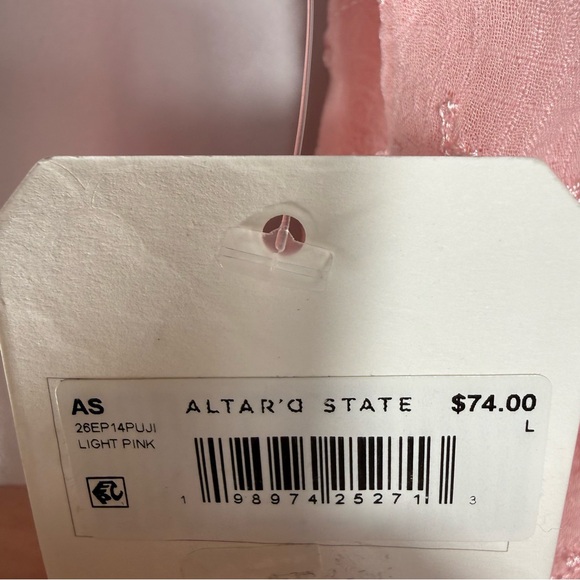 AS ALTAR'D STATE $74.00
26EP14PUJI L
LIGHT PINK
1 98974 25271 3